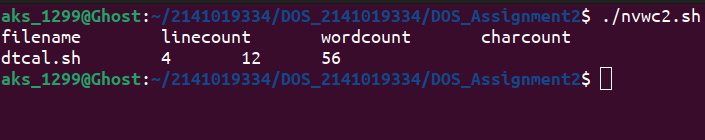 aks_1299@Ghost:~/2141019334/DOS_2141019334/DOS_Assignment2$ ./nvwc2.sh
filename        linecount       wordcount       charcount
dtcal.sh        4       12      56
aks_1299@Ghost:~/2141019334/DOS_2141019334/DOS_Assignment2$